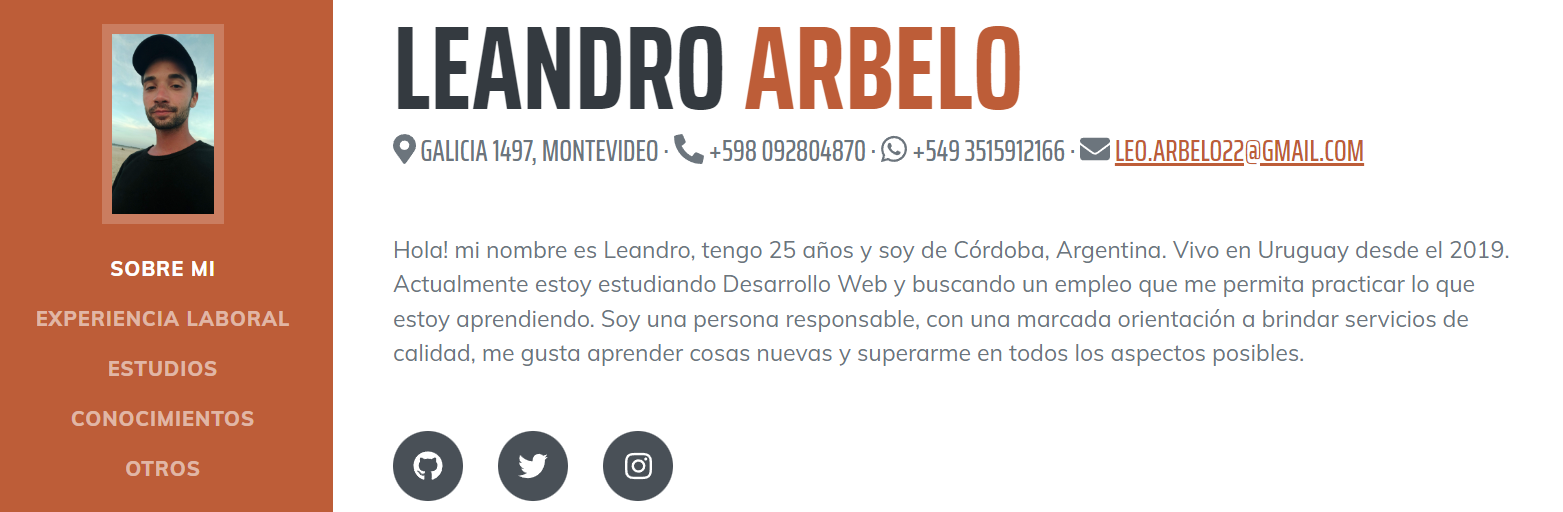 SOBRE MI
EXPERIENCIA LABORAL
ESTUDIOS
CONOCIMIENTOS
OTROS
LEANDRO ARBELO
GALICIA 1497, MONTEVIDEO · +598 092804870 · +549 3515912166 · LEO.ARBELO22@GMAIL.COM
Hola! mi nombre es Leandro, tengo 25 años y soy de Córdoba, Argentina. Vivo en Uruguay desde el 2019.
Actualmente estoy estudiando Desarrollo Web y buscando un empleo que me permita practicar lo que
estoy aprendiendo. Soy una persona responsable, con una marcada orientación a brindar servicios de
calidad, me gusta aprender cosas nuevas y superarme en todos los aspectos posibles.